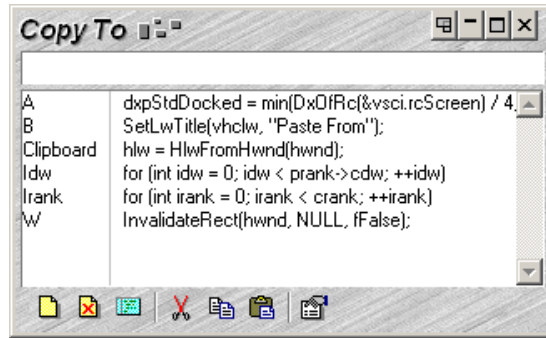 Copy To
A dxpStdDocked = min(DxOfRc(&vsci.rcScreen) / 4,
B SetLwTitle(vhclw, "Paste From");
Clipboard hlw = HlwFromHwnd(hwnd);
Idw for (int idw = 0; idw < prank->cdw; ++idw)
Irank for (int irank = 0; irank < crank; ++irank)
W InvalidateRect(hwnd, NULL, fFalse);